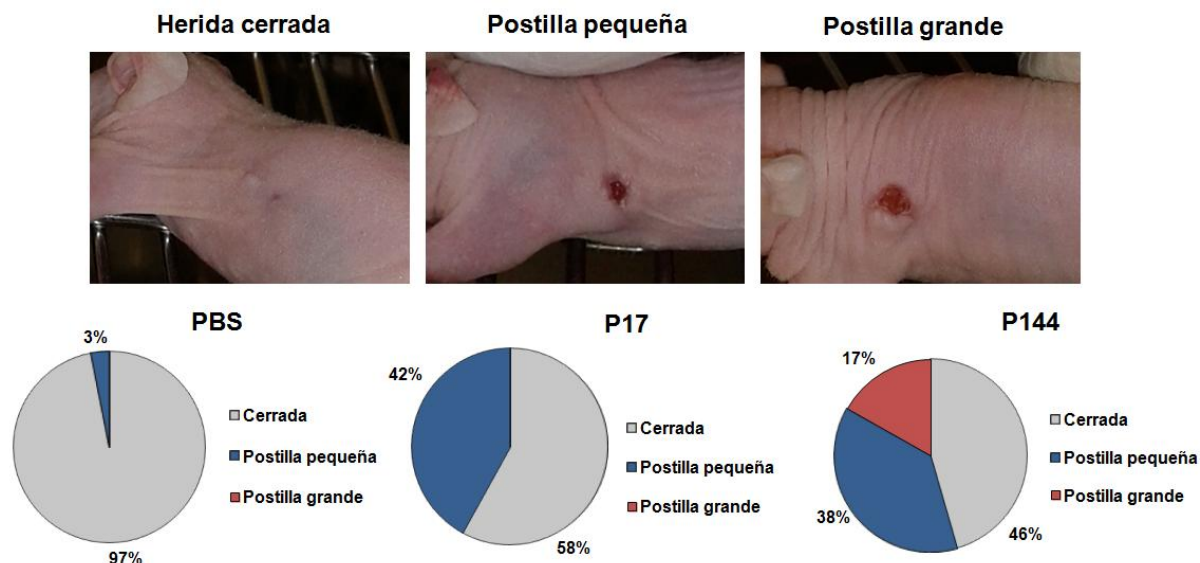 Herida cerrada
Postilla pequeña
Postilla grande
PBS
3%
97%
Cerrada
Postilla pequeña
Postilla grande
P17
42%
58%
Cerrada
Postilla pequeña
Postilla grande
P144
17%
38%
46%
Cerrada
Postilla pequeña
Postilla grande